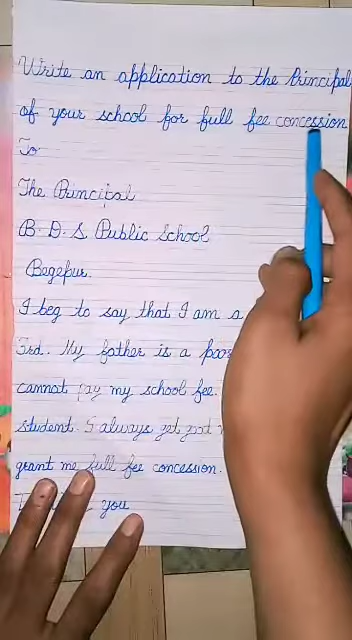 Write an application to the Principal
of your school for full fee concession
To
The Principal
B. D. S. Public School
Begepur.
I beg to say that I am a
3rd. My father is a poor
cannot pay my school fee.
student. I always get
grant me full fee concession.
you